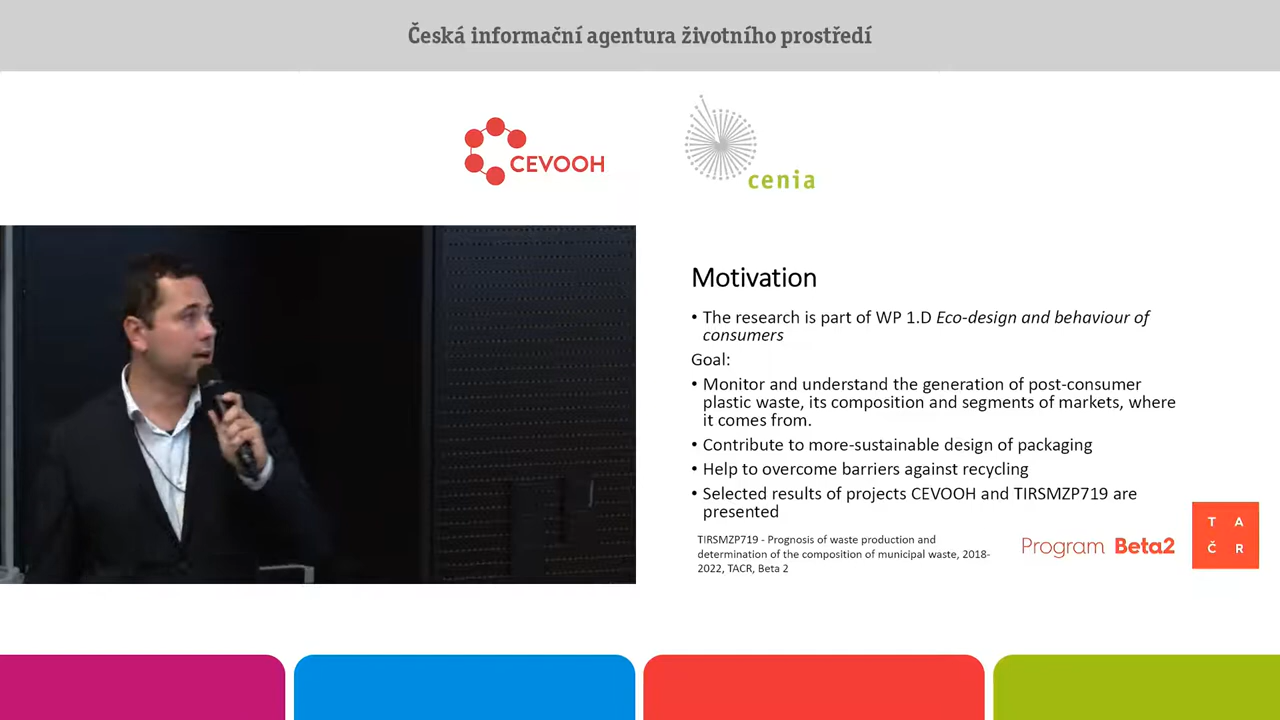 Česká informační agentura životního prostředí
CEVOOH
cenia
Motivation
• The research is part of WP 1.D Eco-design and behaviour of
consumers
Goal:
• Monitor and understand the generation of post-consumer
plastic waste, its composition and segments of markets, where
it comes from.
• Contribute to more-sustainable design of packaging
• Help to overcome barriers against recycling
• Selected results of projects CEVOOH and TIRSMZP719 are
presented
TIRSMZP719 - Prognosis of waste production and
determination of the composition of municipal waste, 2018-
2022, TACR, Beta 2
Program Beta2
T A
Č R